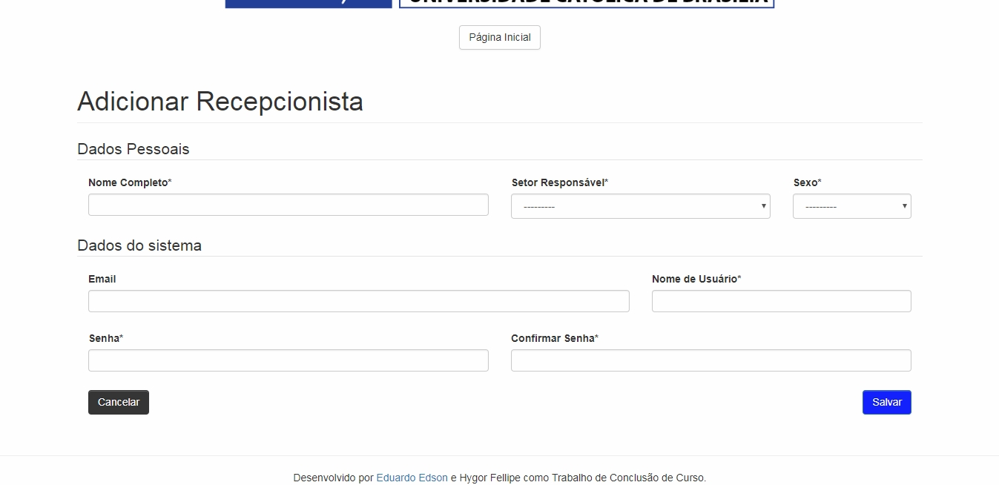 UNIVERSIDADE CATÓLICA DE BRASÍLIA
Página Inicial
Adicionar Recepcionista
Dados Pessoais
Nome Completo* Setor Responsável* Sexo*
--------- ---------
Dados do sistema
Email Nome de Usuário*
Senha* Confirmar Senha*
Cancelar Salvar
Desenvolvido por Eduardo Edson e Hygor Fellipe como Trabalho de Conclusão de Curso.